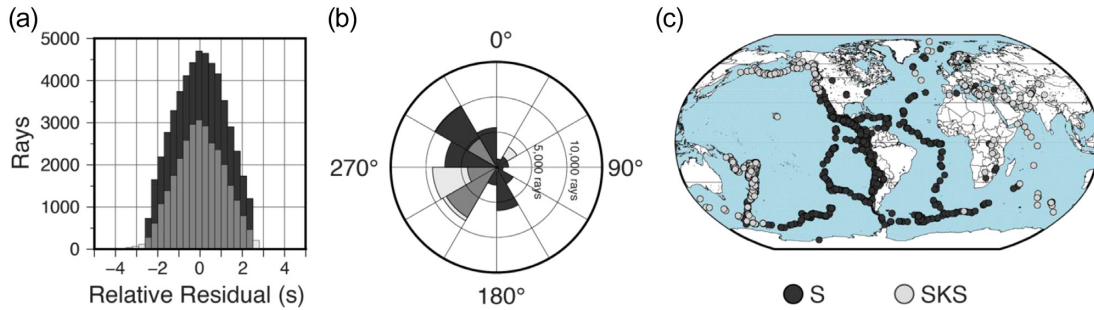 (a)
5000
4000
3000
2000
1000
0
Rays
−4 −2 0 2 4
Relative Residual (s)
(b)
0°
270°
90°
180°
5,000 rays
10,000 rays
(c)
S
SKS